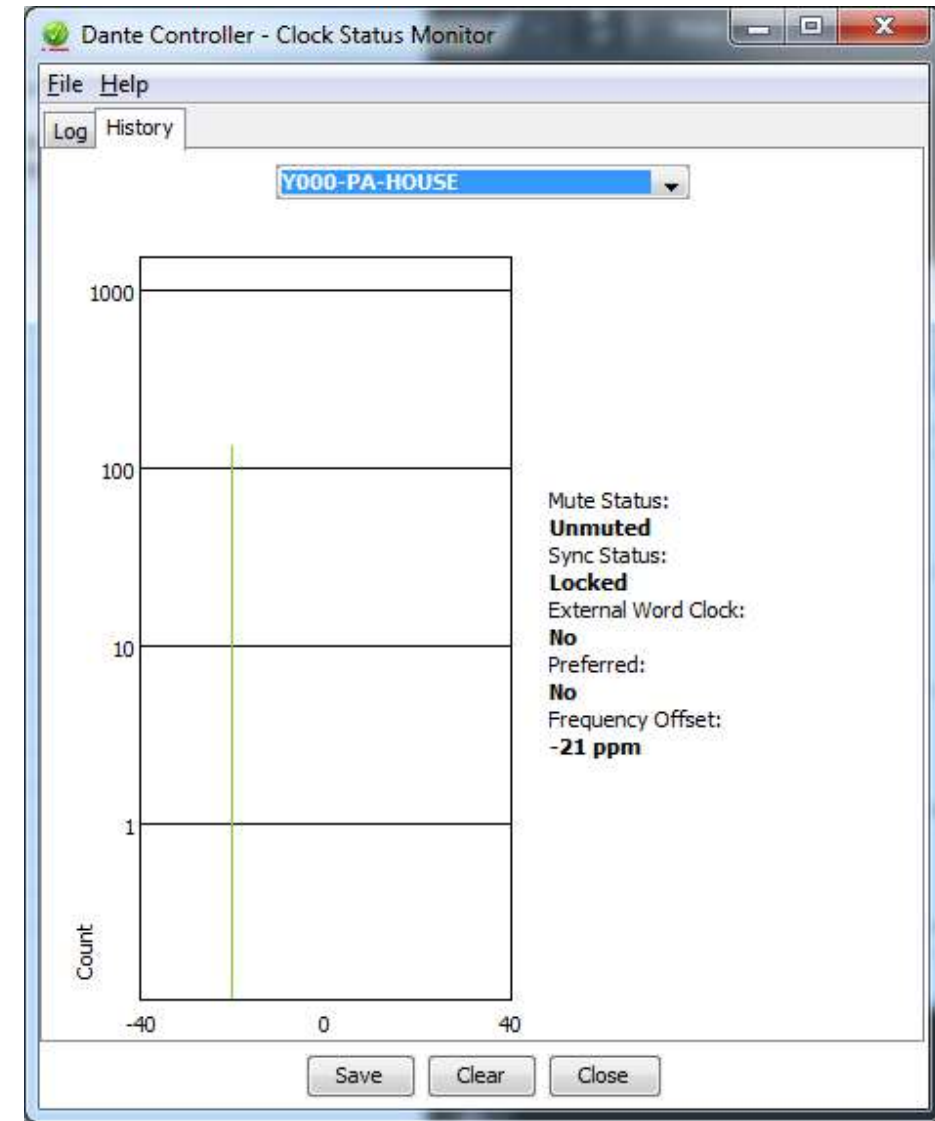 Dante Controller - Clock Status Monitor
File Help
Log History
Y000-PA-HOUSE
1000
100
10
1
Count
-40 0 40
Mute Status:
Unmuted
Sync Status:
Locked
External Word Clock:
No
Preferred:
No
Frequency Offset:
-21 ppm
Save Clear Close